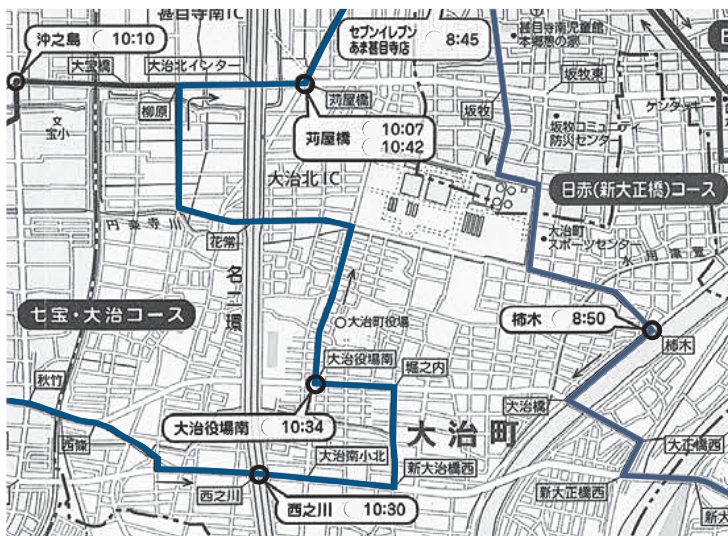 甚目寺南IC
沖之島 10:10
セブンイレブン
あま甚目寺店
8:45
甚目寺南児童館
本郷憩の家
大宝橋
大治北インター
坂牧東
柳原
苅屋橋
坂牧
ケンタッキー
文
宝小
苅屋橋 10:07
10:42
坂牧コミュニティ
防災センター
大治北IC
日赤(新大正橋)コース
円楽寺川
花常
大治町
スポーツセンター
名二環
七宝・大治コース
大治町役場
柿木 8:50
柿木
秋竹
大治役場南
堀之内
大治橋
大治役場南 10:34
大治町
西條
大治南小北
新大治橋西
大正橋西
西之川
新大正橋西
西之川 10:30